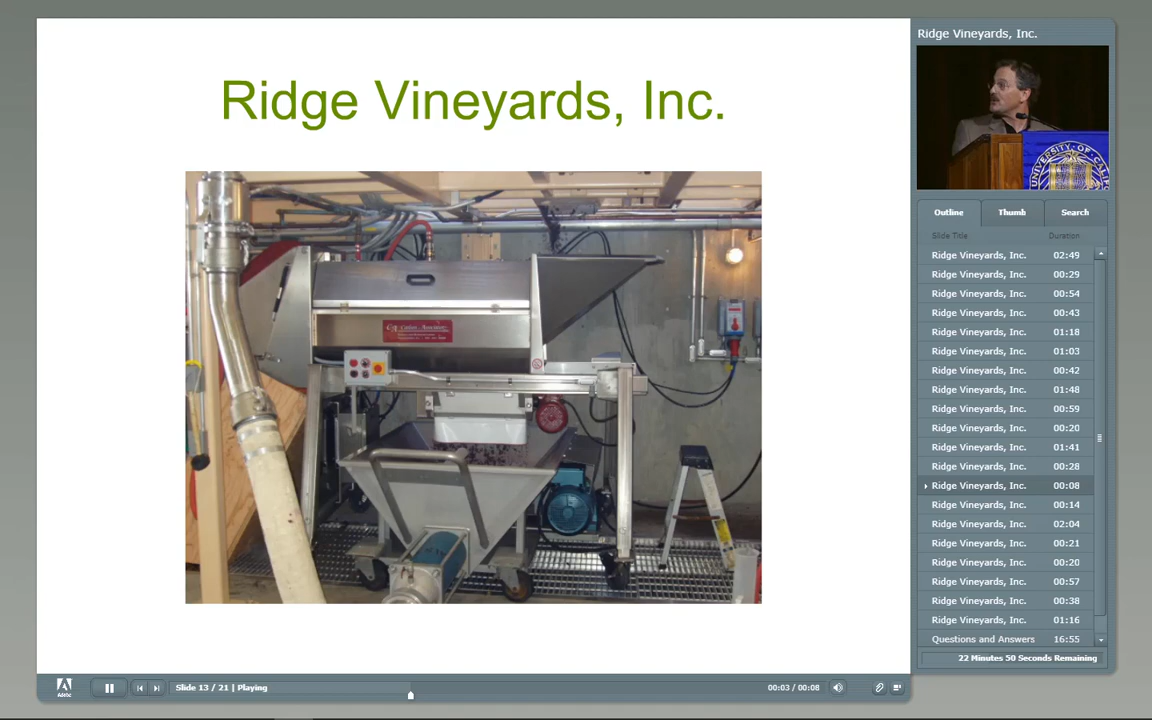 Ridge Vineyards, Inc.
Ridge Vineyards, Inc.
UNIVERSITY OF CALIF
Outline
Thumb
Search
Slide Title
Duration
Ridge Vineyards, Inc. 02:49
Ridge Vineyards, Inc. 00:29
Ridge Vineyards, Inc. 00:54
Ridge Vineyards, Inc. 00:43
Ridge Vineyards, Inc. 01:18
Ridge Vineyards, Inc. 01:03
Ridge Vineyards, Inc. 00:42
Ridge Vineyards, Inc. 01:48
Ridge Vineyards, Inc. 00:59
Ridge Vineyards, Inc. 00:20
Ridge Vineyards, Inc. 01:41
Ridge Vineyards, Inc. 00:28
Ridge Vineyards, Inc. 00:08
Ridge Vineyards, Inc. 00:14
Ridge Vineyards, Inc. 02:04
Ridge Vineyards, Inc. 00:21
Ridge Vineyards, Inc. 00:20
Ridge Vineyards, Inc. 00:57
Ridge Vineyards, Inc. 00:38
Ridge Vineyards, Inc. 01:16
Questions and Answers 16:55
22 Minutes 50 Seconds Remaining
Adobe
Slide 13 / 21 | Playing
00:03 / 00:08